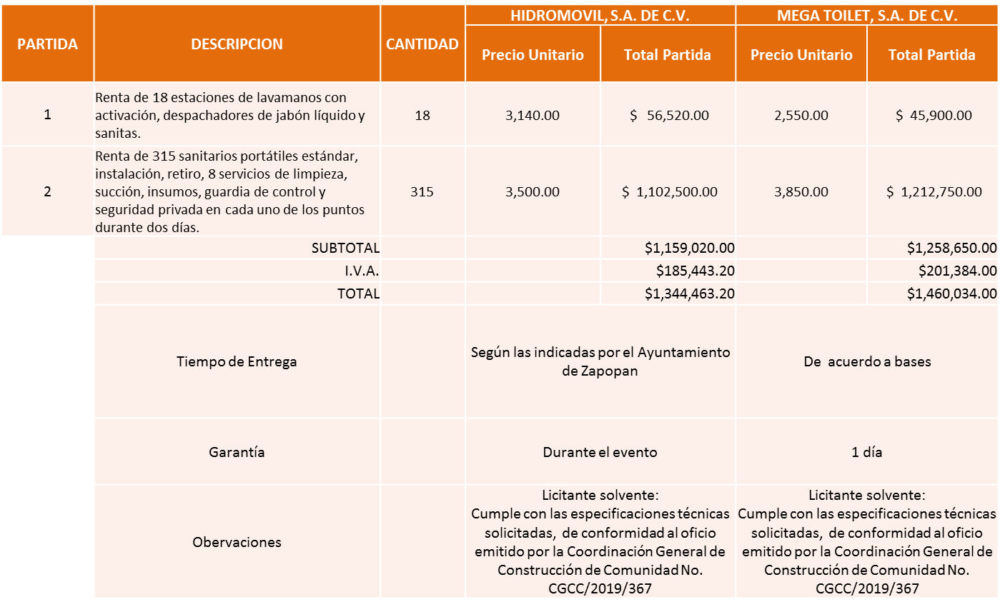 PARTIDA
DESCRIPCION
CANTIDAD
HIDROMOVIL, S.A. DE C.V.
MEGA TOILET, S.A. DE C.V.
Precio Unitario
Total Partida
Precio Unitario
Total Partida
1
Renta de 18 estaciones de lavamanos con
activación, despachadores de jabón líquido y
sanitas.
18
3,140.00
$ 56,520.00
2,550.00
$ 45,900.00
2
Renta de 315 sanitarios portátiles estándar,
instalación, retiro, 8 servicios de limpieza,
succión, insumos, guardia de control y
seguridad privada en cada uno de los puntos
durante dos días.
315
3,500.00
$ 1,102,500.00
3,850.00
$ 1,212,750.00
SUBTOTAL
$1,159,020.00
$1,258,650.00
I.V.A.
$185,443.20
$201,384.00
TOTAL
$1,344,463.20
$1,460,034.00
Tiempo de Entrega
Según las indicadas por el Ayuntamiento
de Zapopan
De acuerdo a bases
Garantía
Durante el evento
1 día
Obervaciones
Licitante solvente:
Cumple con las especificaciones técnicas
solicitadas, de conformidad al oficio
emitido por la Coordinación General de
Construcción de Comunidad No.
CGCC/2019/367
Licitante solvente:
Cumple con las especificaciones técnicas
solicitadas, de conformidad al oficio
emitido por la Coordinación General de
Construcción de Comunidad No.
CGCC/2019/367